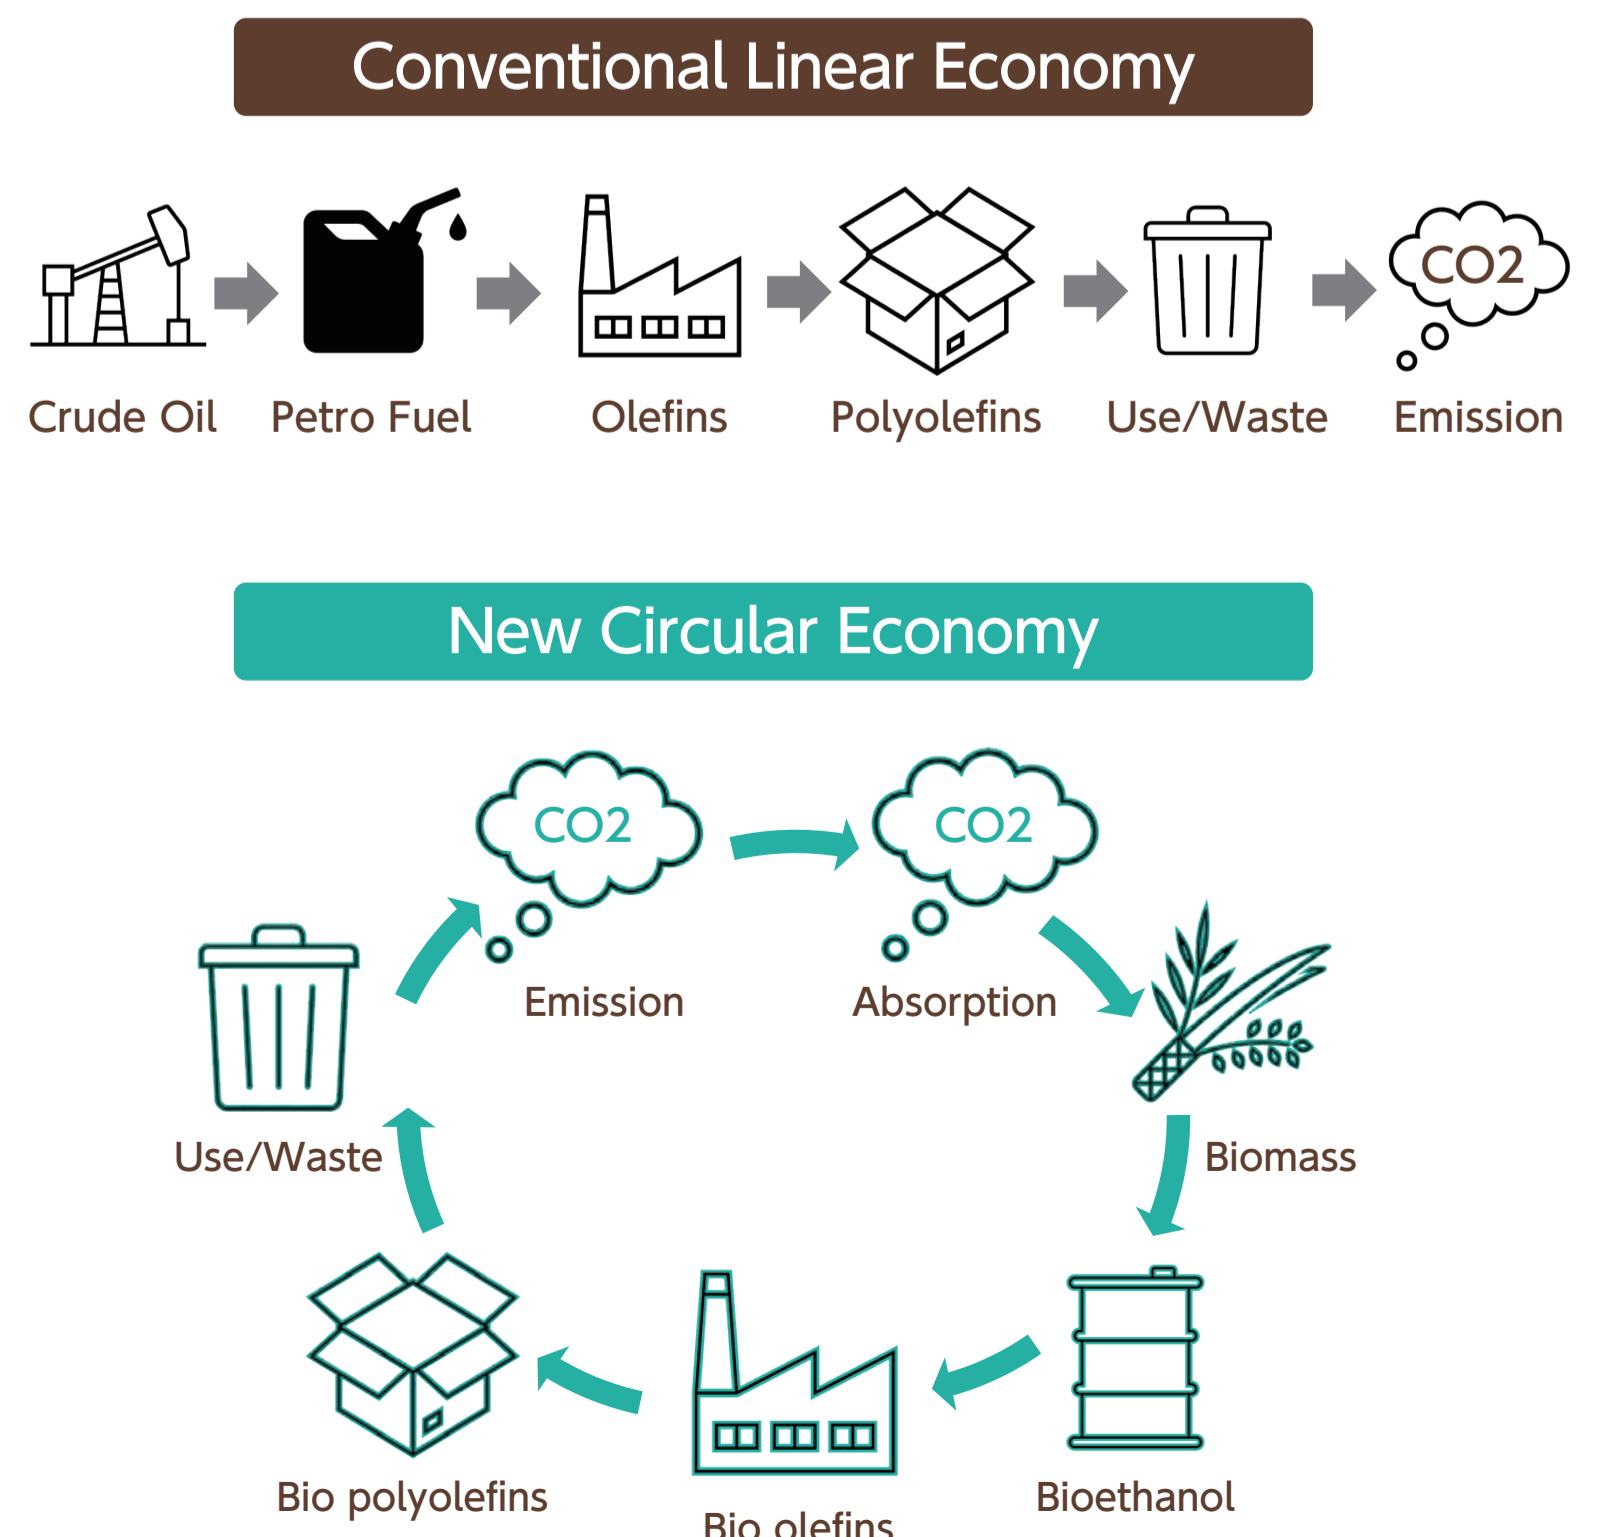 Conventional Linear Economy
CO2
Crude Oil Petro Fuel Olefins Polyolefins Use/Waste Emission
New Circular Economy
CO2 CO2
Emission Absorption
Use/Waste Biomass
Bio polyolefins Bioethanol
Bio olefins